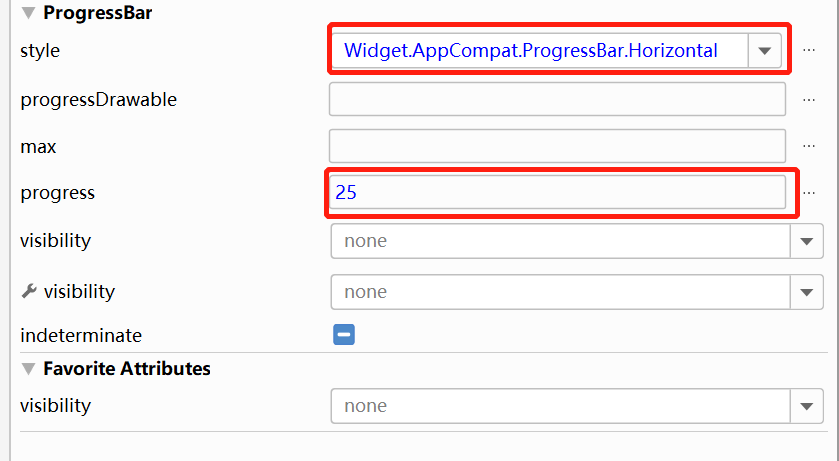 ProgressBar
style Widget.AppCompat.ProgressBar.Horizontal ...
progressDrawable ...
max ...
progress 25 ...
visibility none
visibility none
indeterminate
Favorite Attributes
visibility none